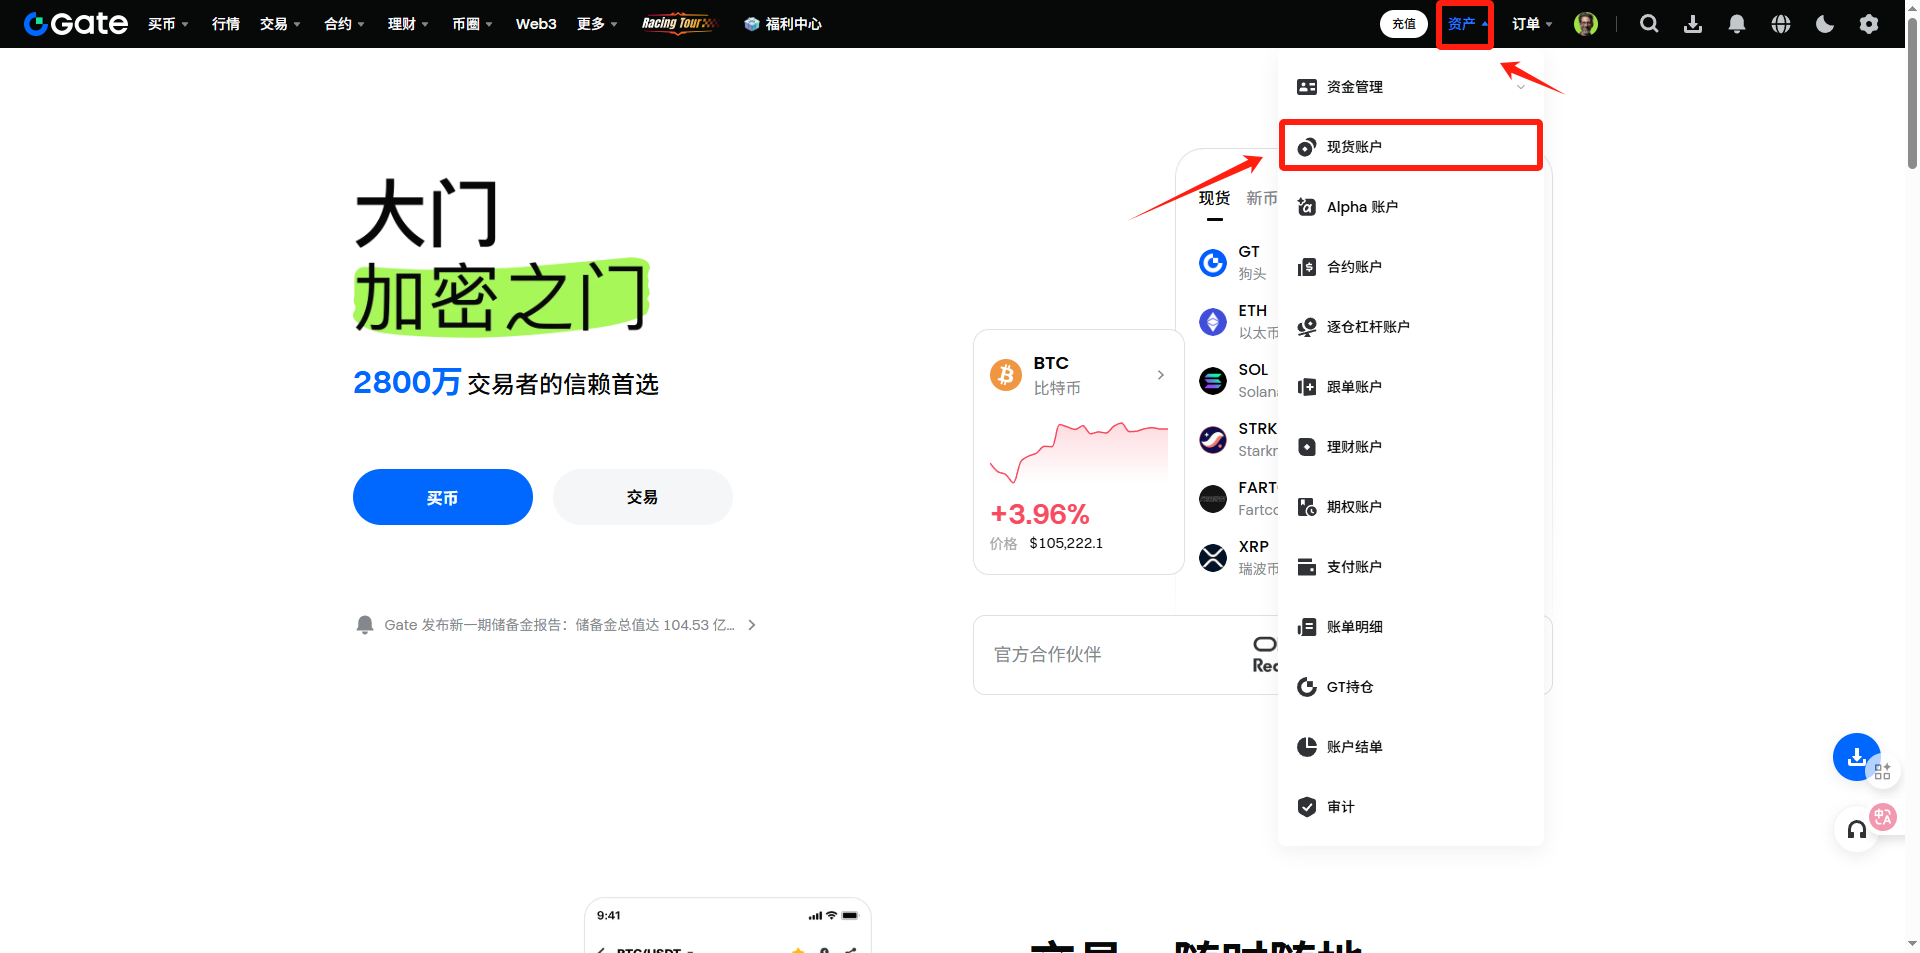 Gate 买币 行情 交易 合约 理财 币圈 Web3 更多 Racing Tour 福利中心 充值 资产 订单
资金管理
现货账户
Alpha 账户
合约账户
逐仓杠杆账户
跟单账户
理财账户
期权账户
支付账户
账单明细
GT持仓
账户结单
审计
大门
加密之门
2800万 交易者的信赖首选
买币 交易
Gate 发布新一期储备金报告：储备金总值达 104.53 亿...
BTC
比特币
+3.96%
价格 $105,222.1
现货 新币
GT
狗头
ETH
以太币
SOL
Solana
STRK
Starkn
FART
Fartco
XRP
瑞波币
官方合作伙伴
Rec
9:41
BTC/USDT
中A